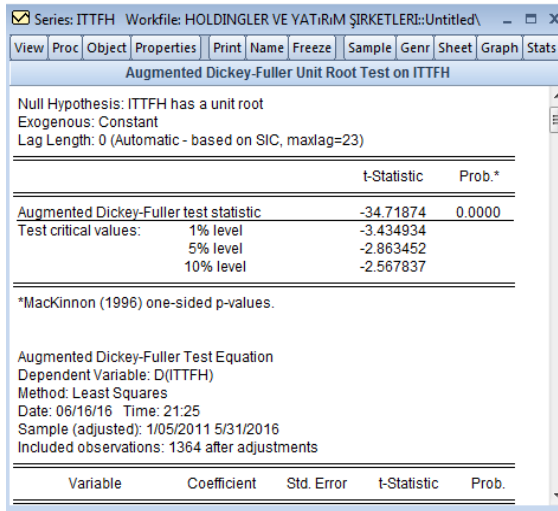 Series: ITTFH Workfile: HOLDINGLER VE YATıRıM ŞIRKETLERI::Untitled\
View Proc Object Properties Print Name Freeze Sample Genr Sheet Graph Stats
Augmented Dickey-Fuller Unit Root Test on ITTFH
Null Hypothesis: ITTFH has a unit root
Exogenous: Constant
Lag Length: 0 (Automatic - based on SIC, maxlag=23)
t-Statistic Prob.*
Augmented Dickey-Fuller test statistic -34.71874 0.0000
Test critical values: 1% level -3.434934
5% level -2.863452
10% level -2.567837
*MacKinnon (1996) one-sided p-values.
Augmented Dickey-Fuller Test Equation
Dependent Variable: D(ITTFH)
Method: Least Squares
Date: 06/16/16 Time: 21:25
Sample (adjusted): 1/05/2011 5/31/2016
Included observations: 1364 after adjustments
Variable Coefficient Std. Error t-Statistic Prob.